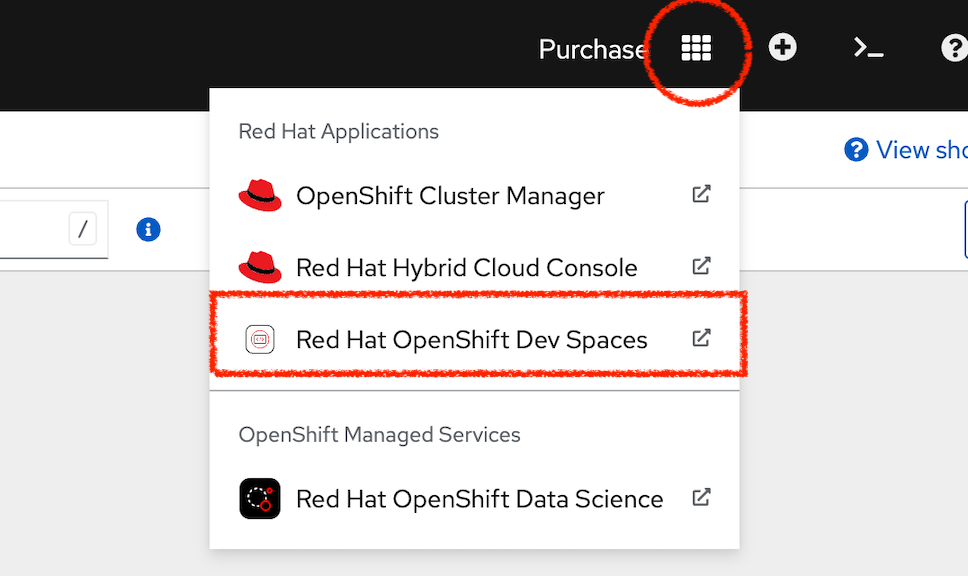 Purchase
Red Hat Applications
View sho
OpenShift Cluster Manager
/
Red Hat Hybrid Cloud Console
Red Hat OpenShift Dev Spaces
OpenShift Managed Services
Red Hat OpenShift Data Science